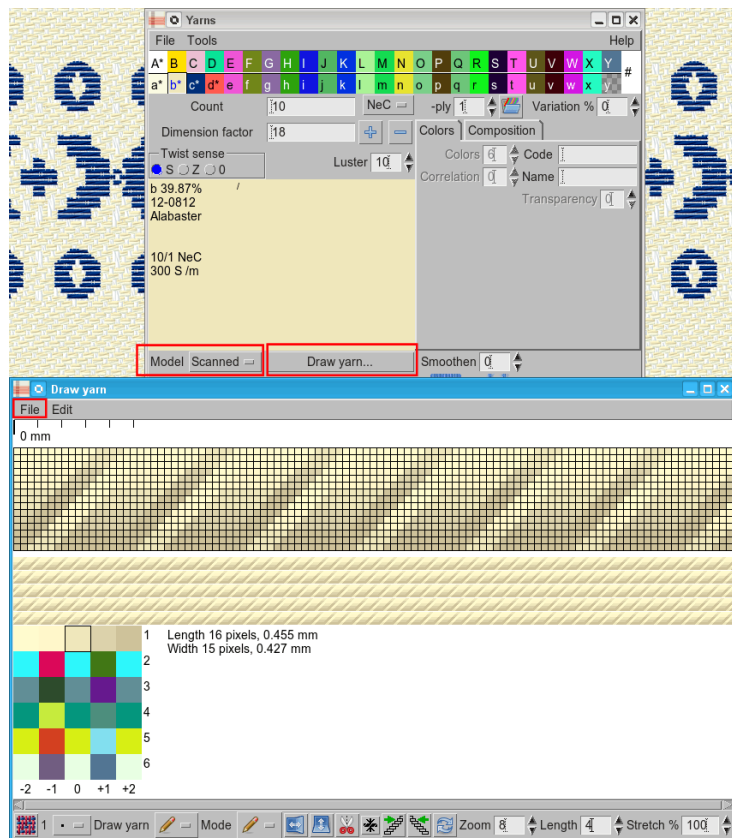 Yarns
File Tools Help
A* B C D E F G H I J K L M N O P Q R S T U V W X Y #
a* b* c* d* e f g h i j k l m n o p q r s t u v w x y
Count 10 NeC -ply 1 Variation % 0
Dimension factor 18 Colors Composition
Twist sense
S Z 0 Luster 10 Colors 6 Code
Correlation 0 Name
Transparency 0
b 39.87% /
12-0812
Alabaster
10/1 NeC
300 S /m
Model Scanned Draw yarn... Smoothen 0
Draw yarn
File Edit
0 mm
1 Length 16 pixels, 0.455 mm
Width 15 pixels, 0.427 mm
2
3
4
5
6
-2 -1 0 +1 +2
1 Draw yarn Mode Zoom 8 Length 4 Stretch % 100